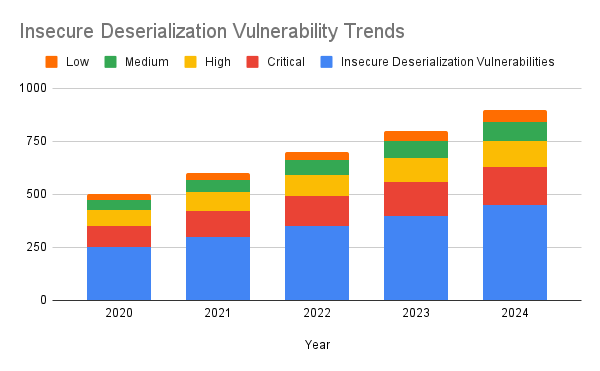 Insecure Deserialization Vulnerability Trends
Low Medium High Critical Insecure Deserialization Vulnerabilities
1000
750
500
250
0
2020 2021 2022 2023 2024
Year